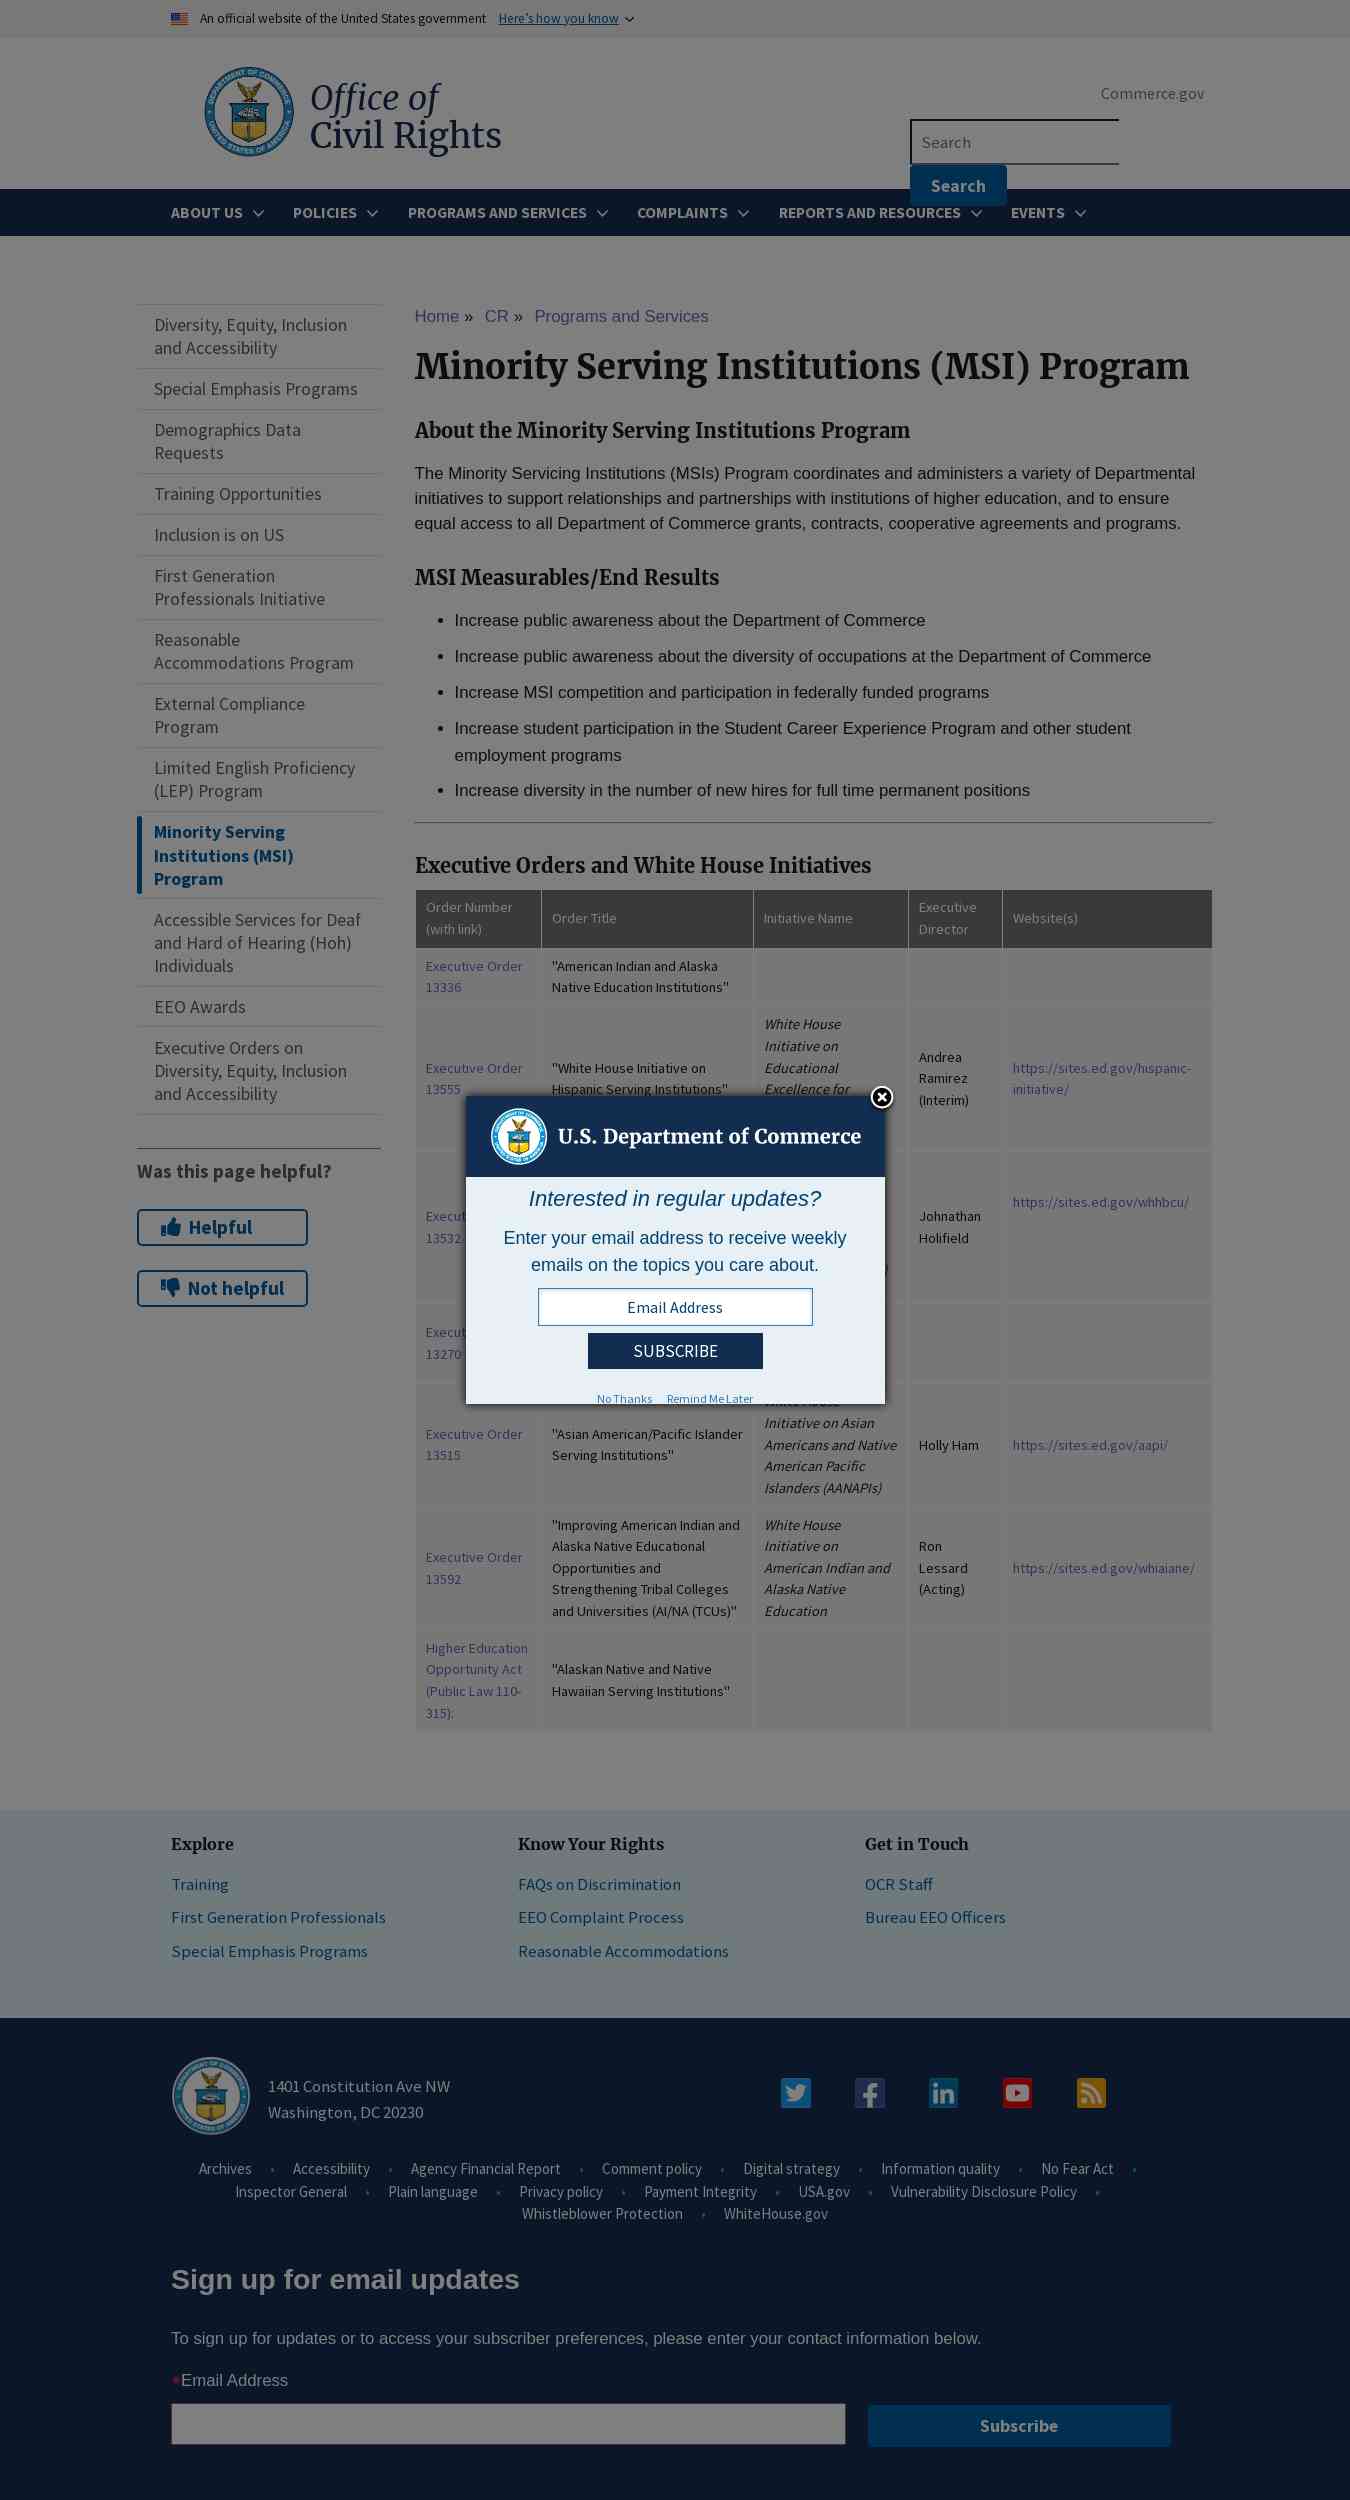 An official website of the United States government Here's how you know
DEPARTMENT OF COMMERCE
UNITED STATES OF AMERICA
Office of
Civil Rights
Commerce.gov
Search
Search
ABOUT US POLICIES PROGRAMS AND SERVICES COMPLAINTS REPORTS AND RESOURCES EVENTS
Diversity, Equity, Inclusion
and Accessibility
Special Emphasis Programs
Demographics Data
Requests
Training Opportunities
Inclusion is on US
First Generation
Professionals Initiative
Reasonable
Accommodations Program
External Compliance
Program
Limited English Proficiency
(LEP) Program
Minority Serving
Institutions (MSI)
Program
Accessible Services for Deaf
and Hard of Hearing (Hoh)
Individuals
EEO Awards
Executive Orders on
Diversity, Equity, Inclusion
and Accessibility
Was this page helpful?
Helpful
Not helpful
Home » CR » Programs and Services
Minority Serving Institutions (MSI) Program
About the Minority Serving Institutions Program
The Minority Servicing Institutions (MSIs) Program coordinates and administers a variety of Departmental
initiatives to support relationships and partnerships with institutions of higher education, and to ensure
equal access to all Department of Commerce grants, contracts, cooperative agreements and programs.
MSI Measurables/End Results
• Increase public awareness about the Department of Commerce
• Increase public awareness about the diversity of occupations at the Department of Commerce
• Increase MSI competition and participation in federally funded programs
• Increase student participation in the Student Career Experience Program and other student
employment programs
• Increase diversity in the number of new hires for full time permanent positions
Executive Orders and White House Initiatives
Order Number
(with link)
Order Title
Initiative Name
Executive
Director
Website(s)
Executive Order
13336
"American Indian and Alaska
Native Education Institutions"
Executive Order
13555
"White House Initiative on
Hispanic Serving Institutions"
White House
Initiative on
Educational
Excellence for
Andrea
Ramirez
(Interim)
https://sites.ed.gov/hispanic-
initiative/
13532
Johnathan
Holifield
https://sites.ed.gov/whhbcu/
13270
Executive Order
13515
"Asian American/Pacific Islander
Serving Institutions"
White House
Initiative on Asian
Americans and Native
American Pacific
Islanders (AANAPIs)
Holly Ham
https://sites.ed.gov/aapi/
Executive Order
13592
"Improving American Indian and
Alaska Native Educational
Opportunities and
Strengthening Tribal Colleges
and Universities (AI/NA (TCUs)"
White House
Initiative on
American Indian and
Alaska Native
Education
Ron
Lessard
(Acting)
https://sites.ed.gov/whiaiane/
Higher Education
Opportunity Act
(Public Law 110-
315).
"Alaskan Native and Native
Hawaiian Serving Institutions"
U.S. Department of Commerce
Interested in regular updates?
Enter your email address to receive weekly
emails on the topics you care about.
Email Address
SUBSCRIBE
No Thanks Remind Me Later
Explore
Training
First Generation Professionals
Special Emphasis Programs
Know Your Rights
FAQs on Discrimination
EEO Complaint Process
Reasonable Accommodations
Get in Touch
OCR Staff
Bureau EEO Officers
1401 Constitution Ave NW
Washington, DC 20230
Archives • Accessibility • Agency Financial Report • Comment policy • Digital strategy • Information quality • No Fear Act •
Inspector General • Plain language • Privacy policy • Payment Integrity • USA.gov • Vulnerability Disclosure Policy •
Whistleblower Protection • WhiteHouse.gov
Sign up for email updates
To sign up for updates or to access your subscriber preferences, please enter your contact information below.
*Email Address
Subscribe